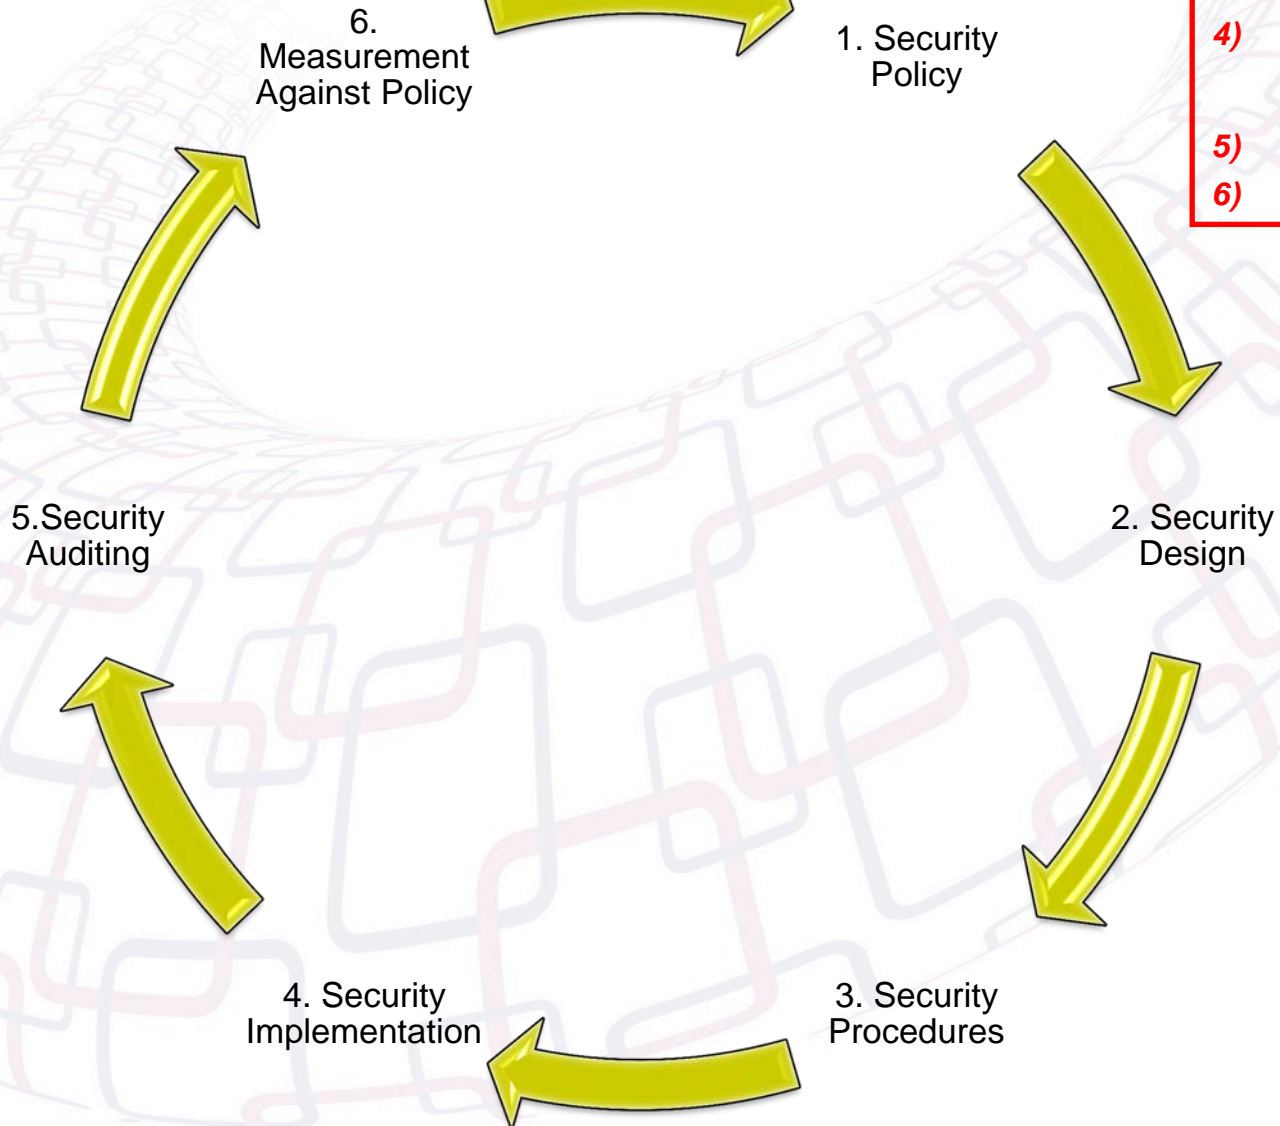 6.
Measurement
Against Policy
1. Security
Policy
4)
5)
6)
5.Security
Auditing
2. Security
Design
4. Security
Implementation
3. Security
Procedures